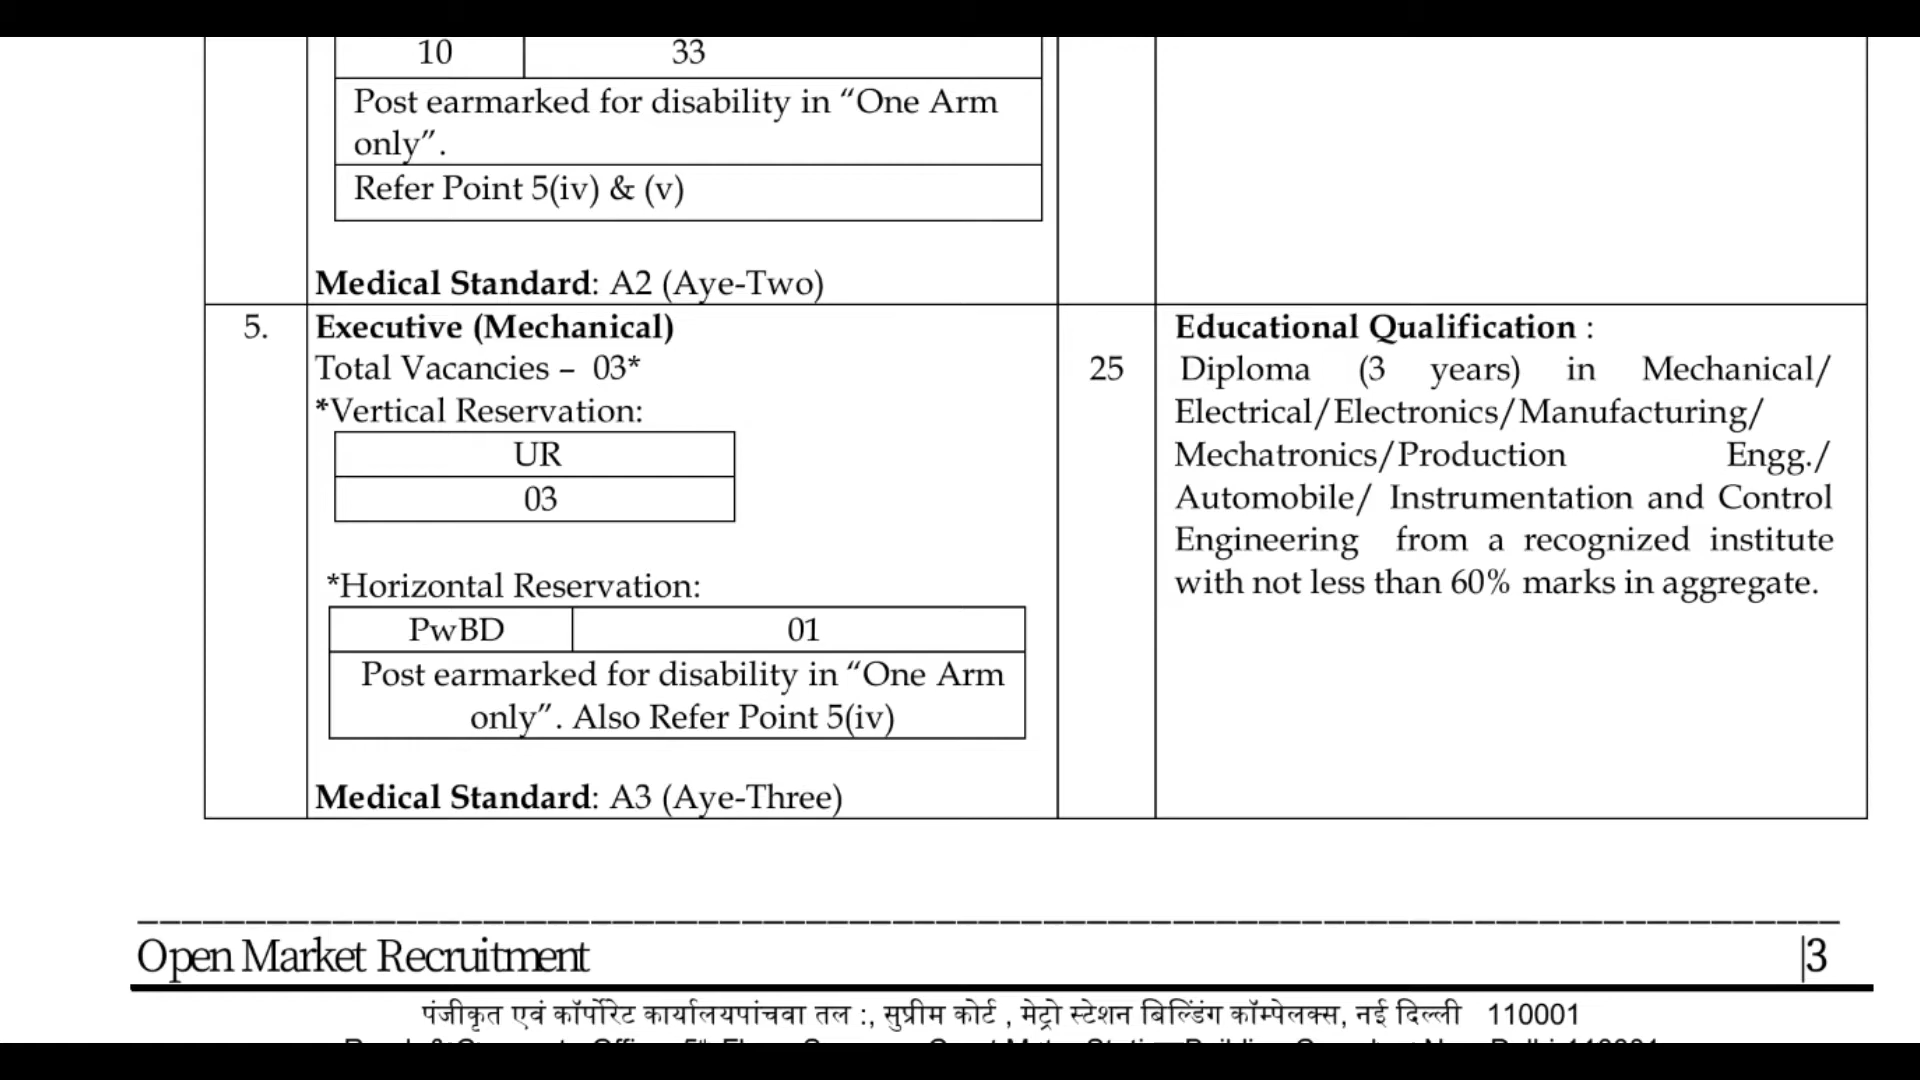 10 33
Post earmarked for disability in “One Arm
only”.
Refer Point 5(iv) & (v)
Medical Standard: A2 (Aye-Two)
5. Executive (Mechanical)
Total Vacancies – 03*
*Vertical Reservation:
UR
03
*Horizontal Reservation:
PwBD 01
Post earmarked for disability in “One Arm
only”. Also Refer Point 5(iv)
Medical Standard: A3 (Aye-Three)
25
Educational Qualification :
Diploma (3 years) in Mechanical/
Electrical/Electronics/Manufacturing/
Mechatronics/Production Engg./
Automobile/ Instrumentation and Control
Engineering from a recognized institute
with not less than 60% marks in aggregate.
Open Market Recruitment |3
पंजीकृत एवं कॉर्पोरेट कार्यालयपांचवा तल :, सुप्रीम कोर्ट , मेट्रो स्टेशन बिल्डिंग कॉम्पेलक्स, नई दिल्ली 110001